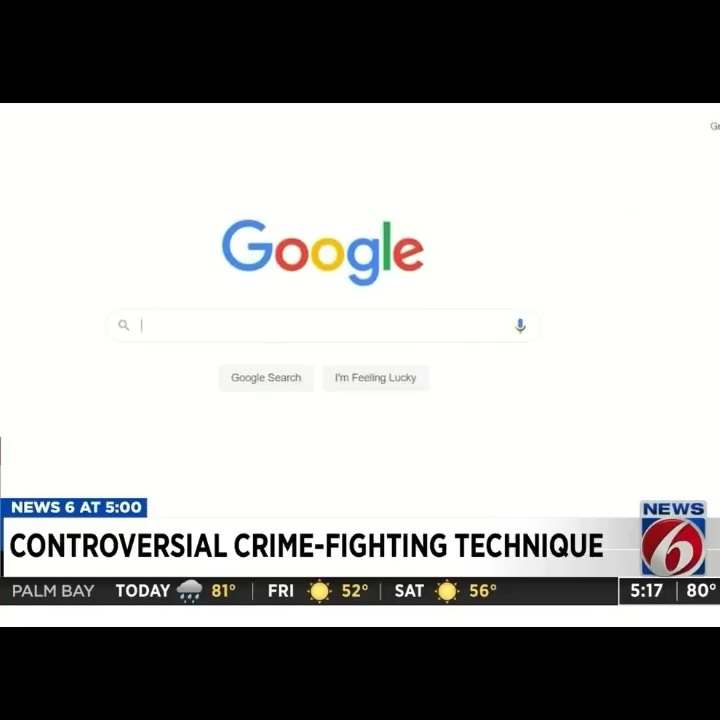 Ge
Google
Google Search
I'm Feeling Lucky
NEWS 6 AT 5:00
NEWS
6
CONTROVERSIAL CRIME-FIGHTING TECHNIQUE
PALM BAY TODAY 81° FRI 52° SAT 56° 5:17 80°